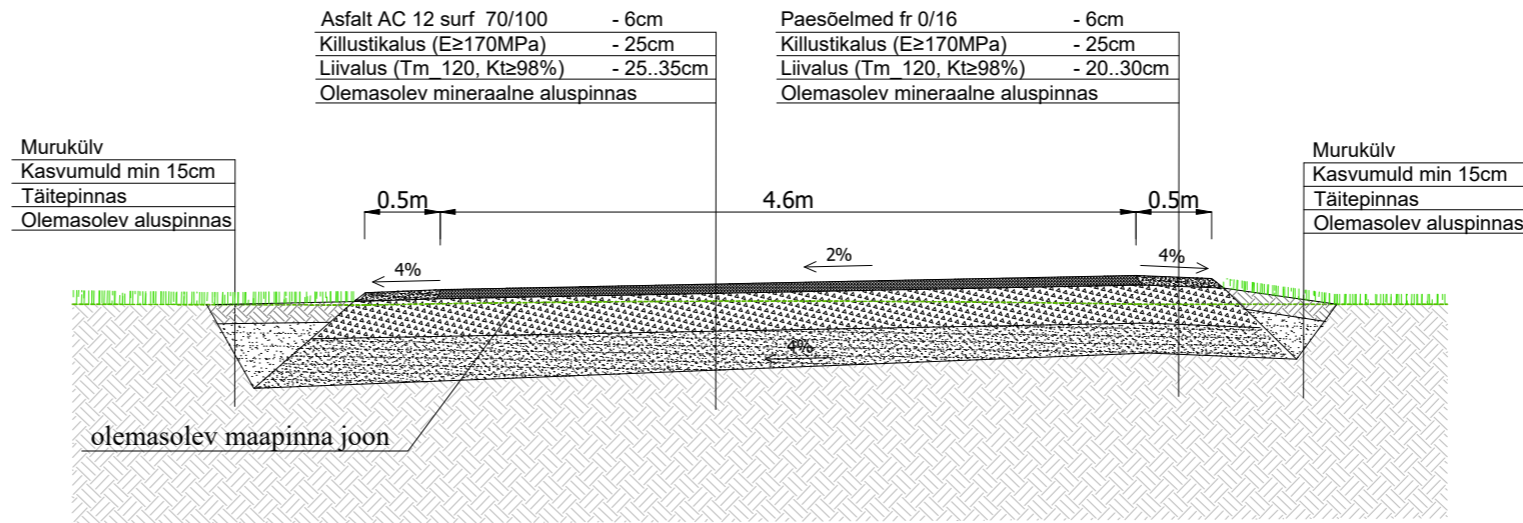 Asfalt AC 12 surf 70/100 - 6cm
Killustikalus (E≥170MPa) - 25cm
Liivalus (Tm_120, Kt≥98%) - 25..35cm
Olemasolev mineraalne aluspinnas
Paesõelmed fr 0/16 - 6cm
Killustikalus (E≥170MPa) - 25cm
Liivalus (Tm_120, Kt≥98%) - 20..30cm
Olemasolev mineraalne aluspinnas
Murukülv
Kasvumuld min 15cm
Täitepinnas
Olemasolev aluspinnas
Murukülv
Kasvumuld min 15cm
Täitepinnas
Olemasolev aluspinnas
0.5m
4.6m
0.5m
4%
2%
4%
4%
olemasolev maapinna joon